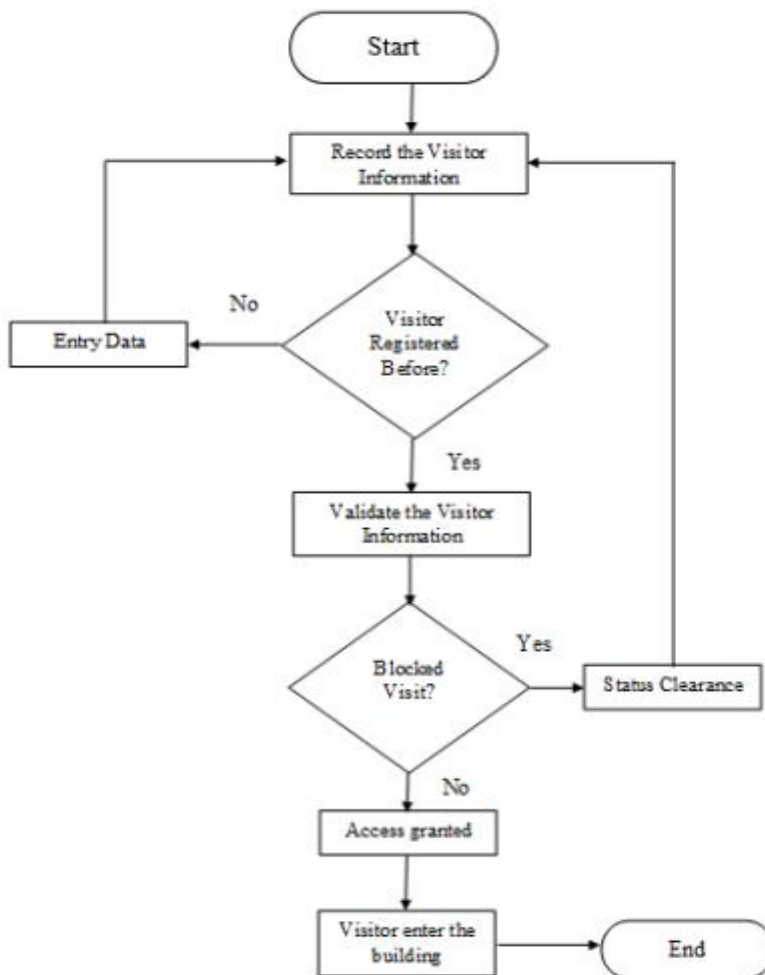 Start
Record the Visitor
Information
No
Visitor
Registered
Before?
Entry Data
Yes
Validate the Visitor
Information
Yes
Blocked
Visit?
Status Clearance
No
Access granted
Visitor enter the
building
End